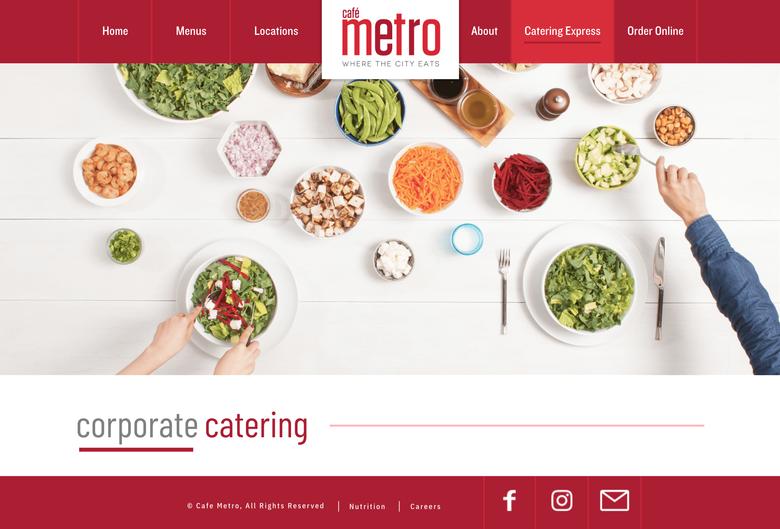 Home
Menus
Locations
café
metro
WHERE THE CITY EATS
About
Catering Express
Order Online
corporate catering
© Cafe Metro, All Rights Reserved | Nutrition | Careers